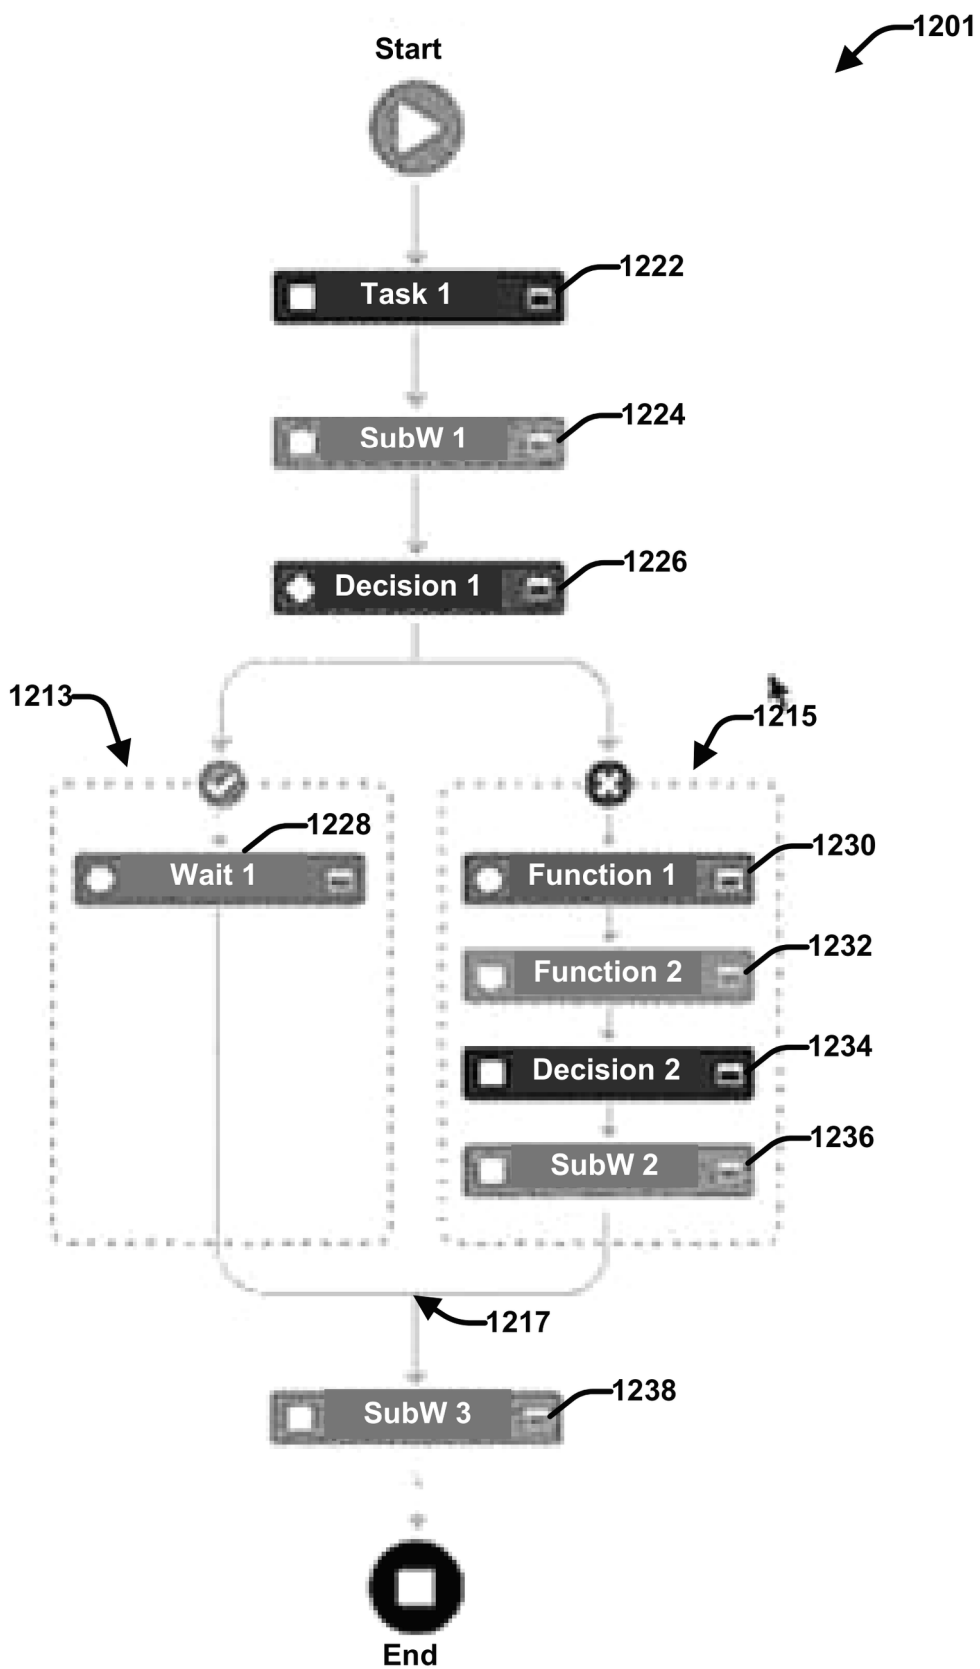 1201
Start
1222
Task 1
1224
SubW 1
1226
Decision 1
1213
1215
1228
Wait 1
1230
Function 1
1232
Function 2
1234
Decision 2
1236
SubW 2
1217
1238
SubW 3
End